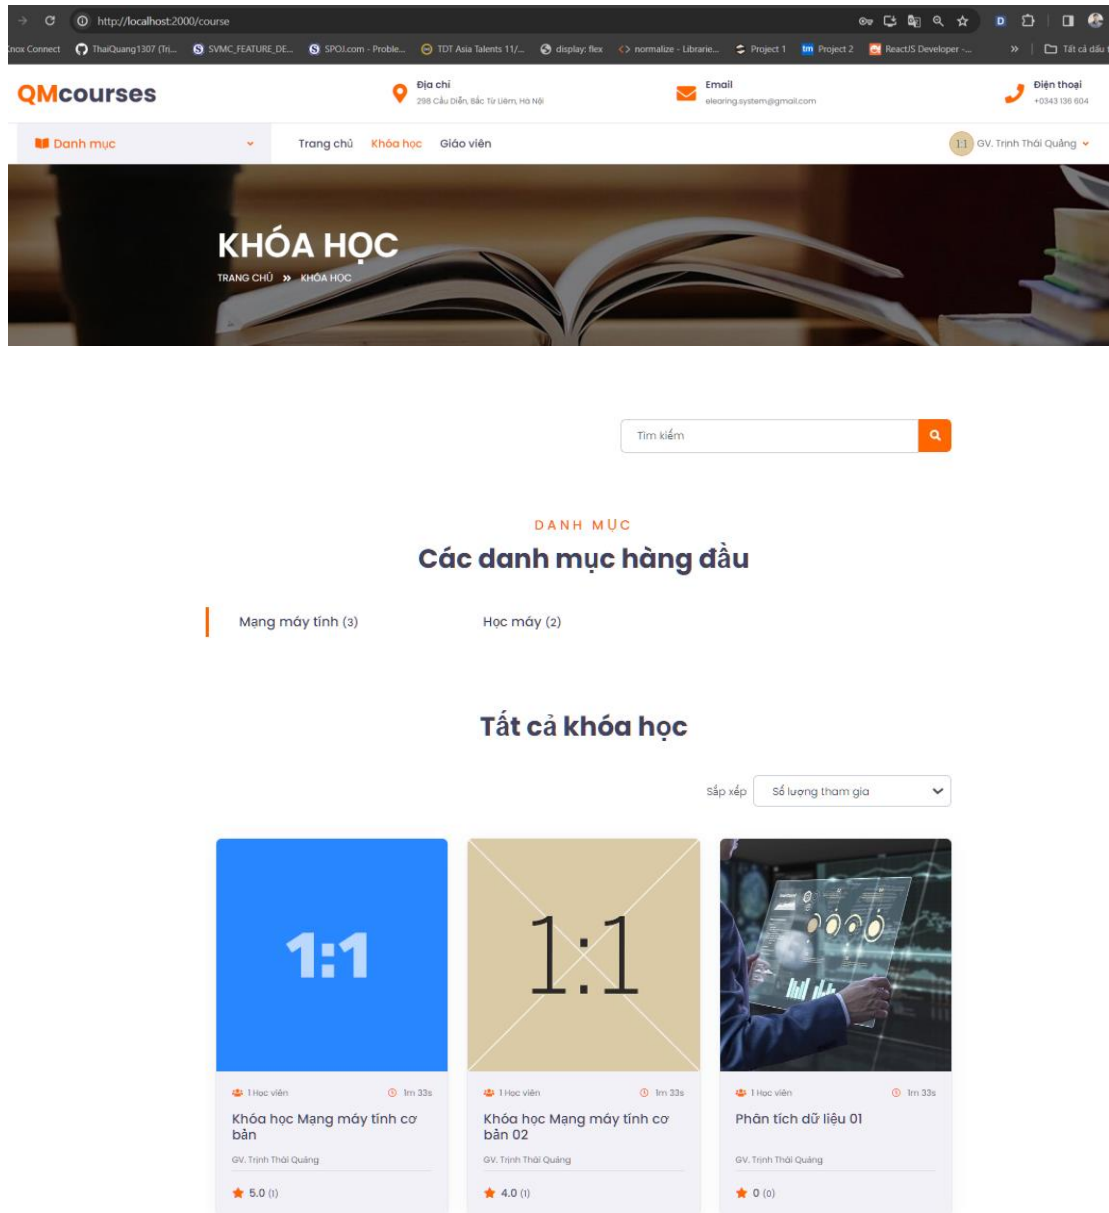 http://localhost:2000/course
Knox Connect ThaiQuang1307 (Tri... SVMC_FEATURE_DE... SPOJ.com - Proble... TDT Asia Talents 11/... display: flex normalize - Librarie... Project 1 Project 2 ReactJS Developer -... » Tất cả dấu t
QMcourses
Địa chỉ
298 Cầu Diễn, Bắc Từ Liêm, Hà Nội
Email
elearing.system@gmail.com
Điện thoại
+0343 136 604
Danh mục Trang chủ Khóa học Giáo viên 1:1 GV. Trịnh Thái Quảng
KHÓA HỌC
TRANG CHỦ » KHÓA HỌC
Tìm kiếm
DANH MỤC
Các danh mục hàng đầu
Mạng máy tính (3) Học máy (2)
Tất cả khóa học
Sắp xếp Số lượng tham gia
1:1 1:1
1 Học viên 1m 33s
Khóa học Mạng máy tính cơ
bản
GV. Trịnh Thái Quảng
5.0 (1)
1 Học viên 1m 33s
Khóa học Mạng máy tính cơ
bản 02
GV. Trịnh Thái Quảng
4.0 (1)
1 Học viên 1m 33s
Phân tích dữ liệu 01
GV. Trịnh Thái Quảng
0 (0)